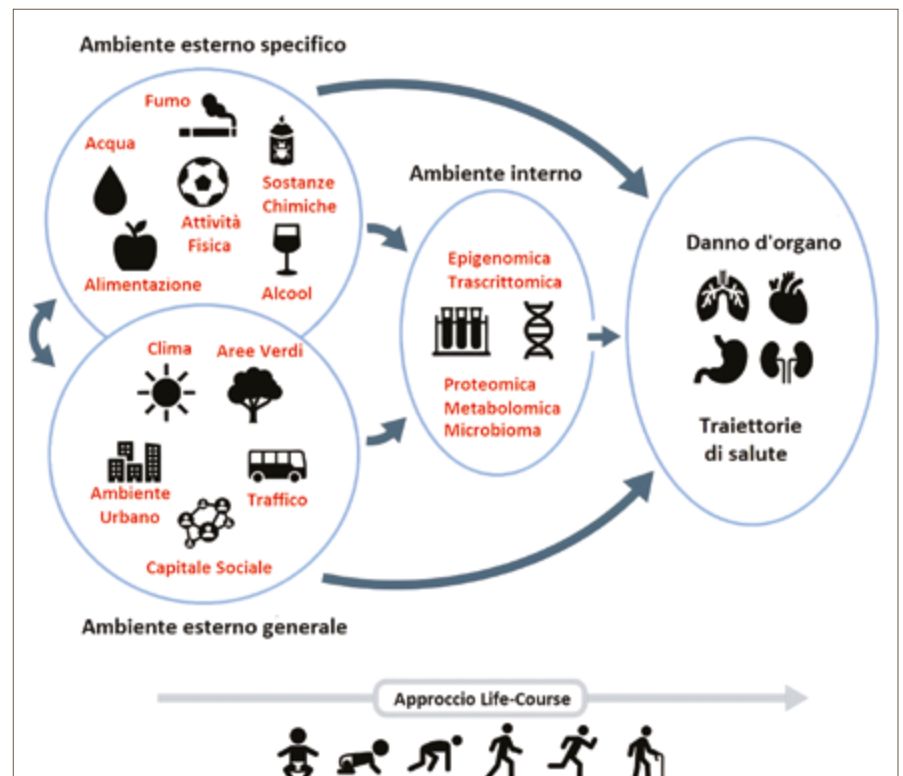 Ambiente esterno specifico
Fumo
Acqua
Sostanze
Chimiche
Attività
Fisica
Alimentazione
Alcool
Clima
Aree Verdi
Ambiente
Urbano
Traffico
Capitale Sociale
Ambiente esterno generale
Ambiente interno
Epigenomica
Trascrittomica
Proteomica
Metabolomica
Microbioma
Danno d'organo
Traiettorie
di salute
Approccio Life-Course